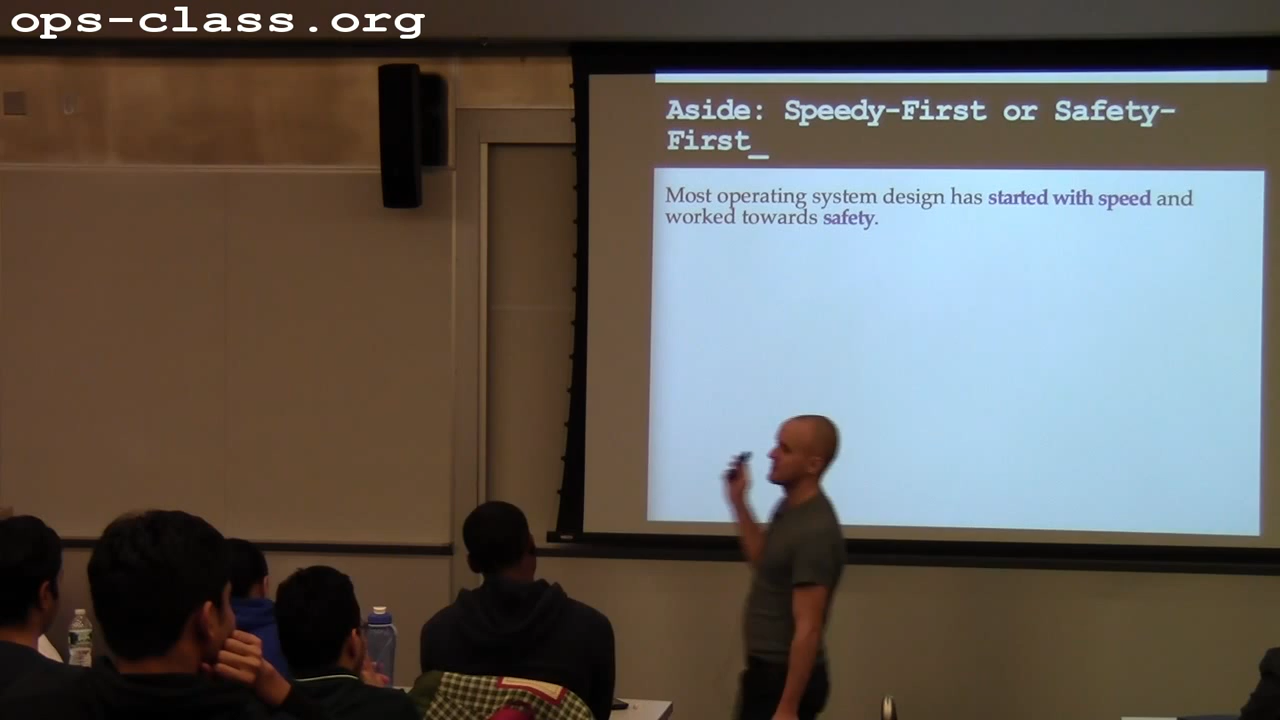 ops-class.org
Aside: Speedy-First or Safety-
First_
Most operating system design has started with speed and
worked towards safety.